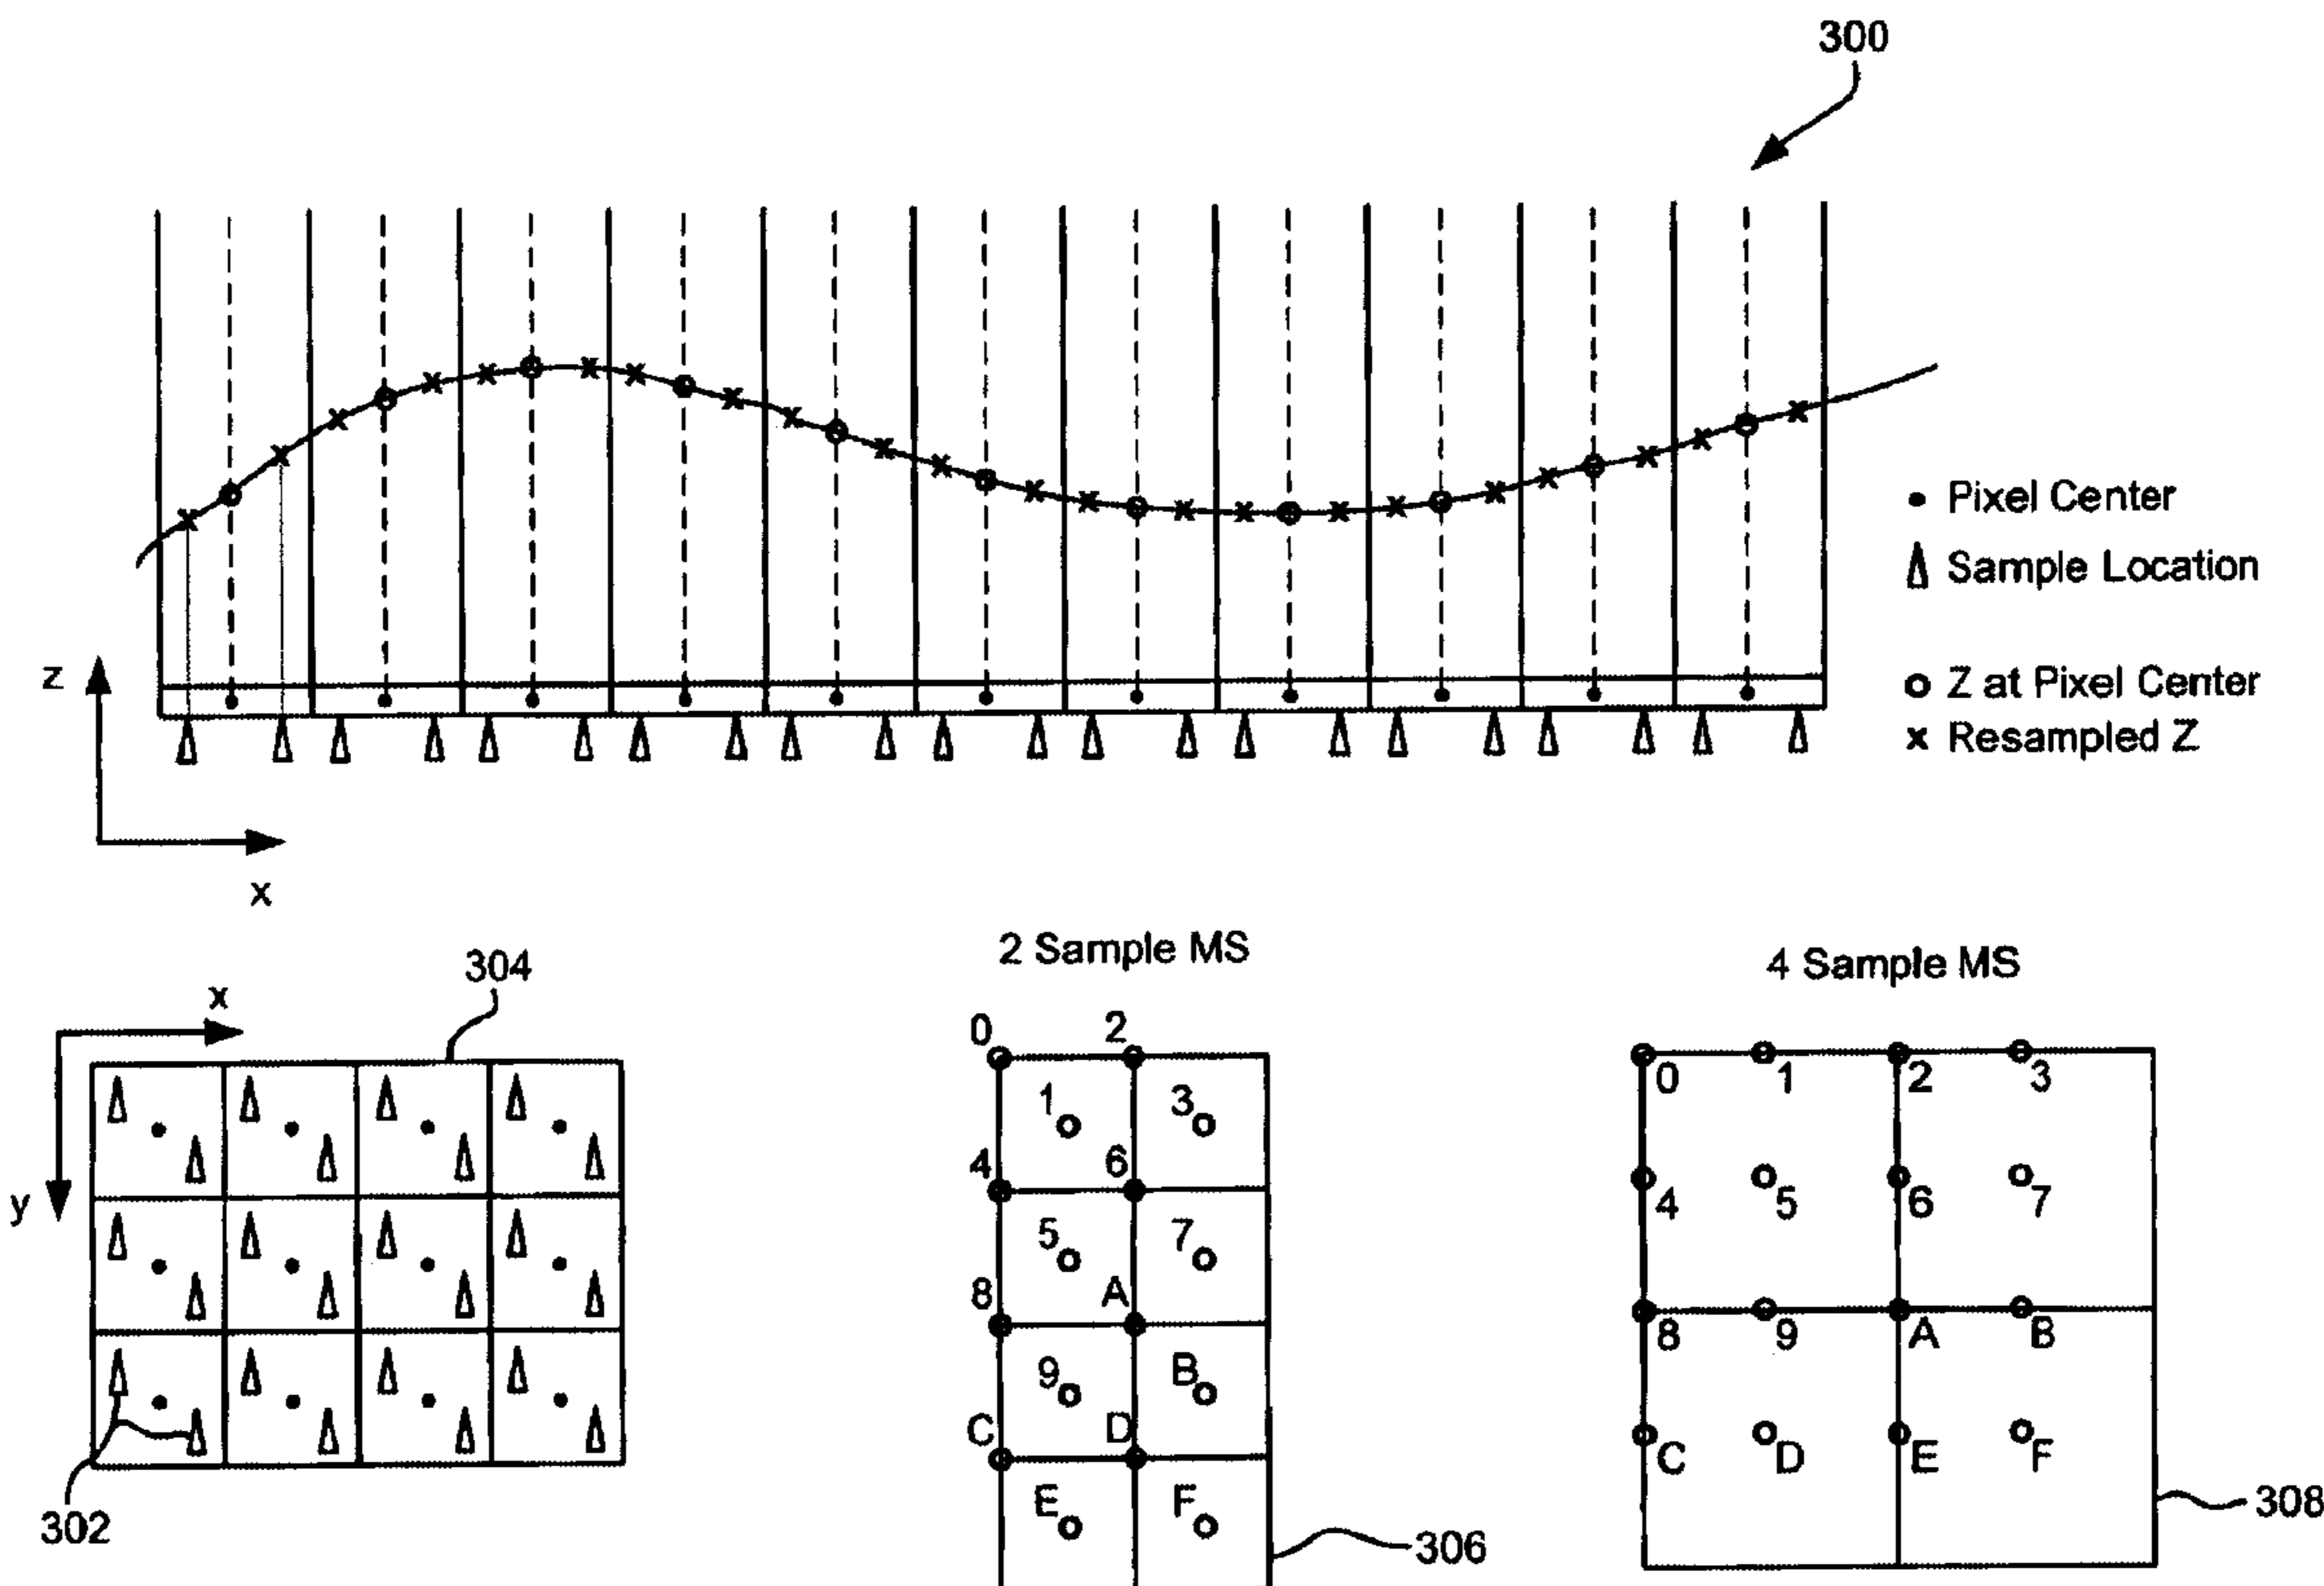 300
Pixel Center
Sample Location
Z at Pixel Center
x Resampled Z
z
x
304
x
y
302
2 Sample MS
0 2
1 3
4 6
5 7
8 A
9 B
C D
E F
306
4 Sample MS
0 1 2 3
4 5 6 7
8 9 A B
C D E F
308